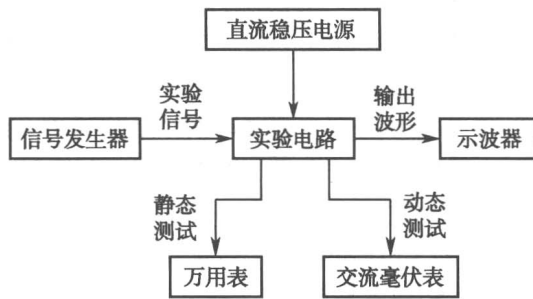 直流稳压电源
实验
信号
输出
波形
信号发生器
实验电路
示波器
静态
测试
动态
测试
万用表
交流毫伏表